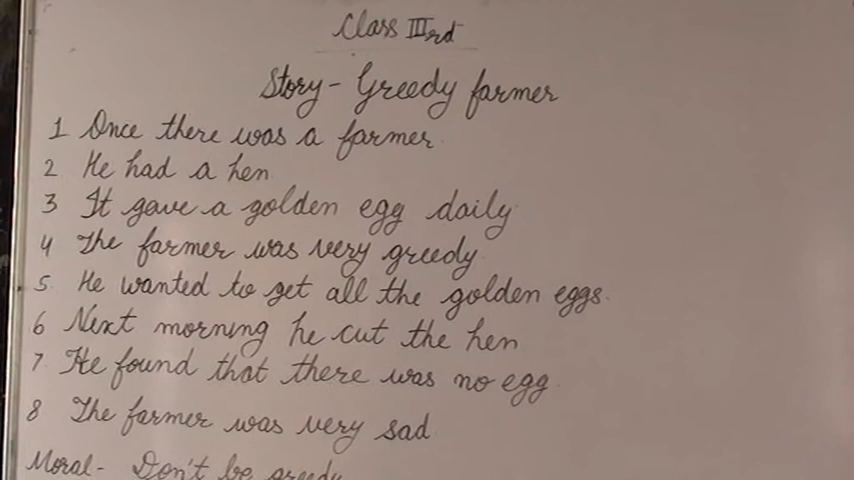 Class IIIrd
Story - Greedy farmer
1 Once there was a farmer.
2 He had a hen
3 It gave a golden egg daily
4 The farmer was very greedy
5. He wanted to get all the golden eggs.
6 Next morning he cut the hen
7. He found that there was no egg
8 The farmer was very sad
Moral - Don't be greedy